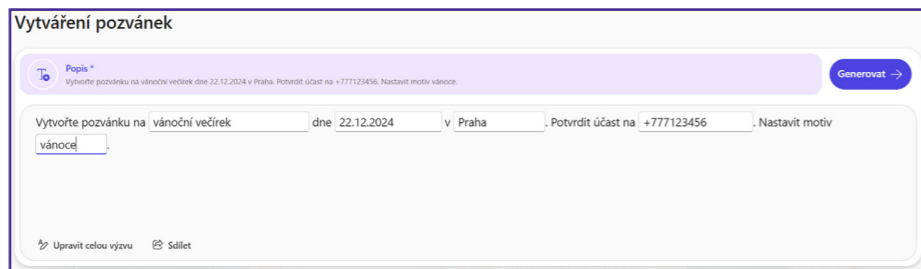 Vytváření pozvánek
Popis *
Vytvořte pozvánku na vánoční večírek dne 22.12.2024 v Praha. Potvrdit účast na +777123456. Nastavit motiv vánoce.
Generovat →
Vytvořte pozvánku na vánoční večírek dne 22.12.2024 v Praha . Potvrdit účast na +777123456 . Nastavit motiv
vánoce .
Upravit celou výzvu Sdílet